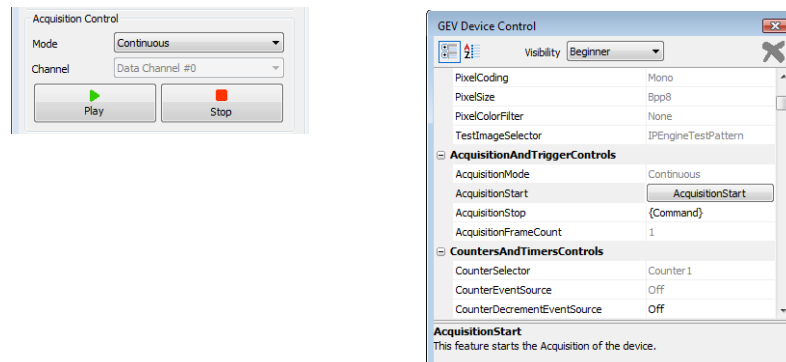 Acquisition Control
Mode Continuous
Channel Data Channel #0
Play Stop
GEV Device Control
Visibility Beginner
PixelCoding Mono
PixelSize Bpp8
PixelColorFilter None
TestImageSelector IPEngineTestPattern
AcquisitionAndTriggerControls
AcquisitionMode Continuous
AcquisitionStart AcquisitionStart
AcquisitionStop {Command}
AcquisitionFrameCount 1
CountersAndTimersControls
CounterSelector Counter1
CounterEventSource Off
CounterDecrementEventSource Off
AcquisitionStart
This feature starts the Acquisition of the device.